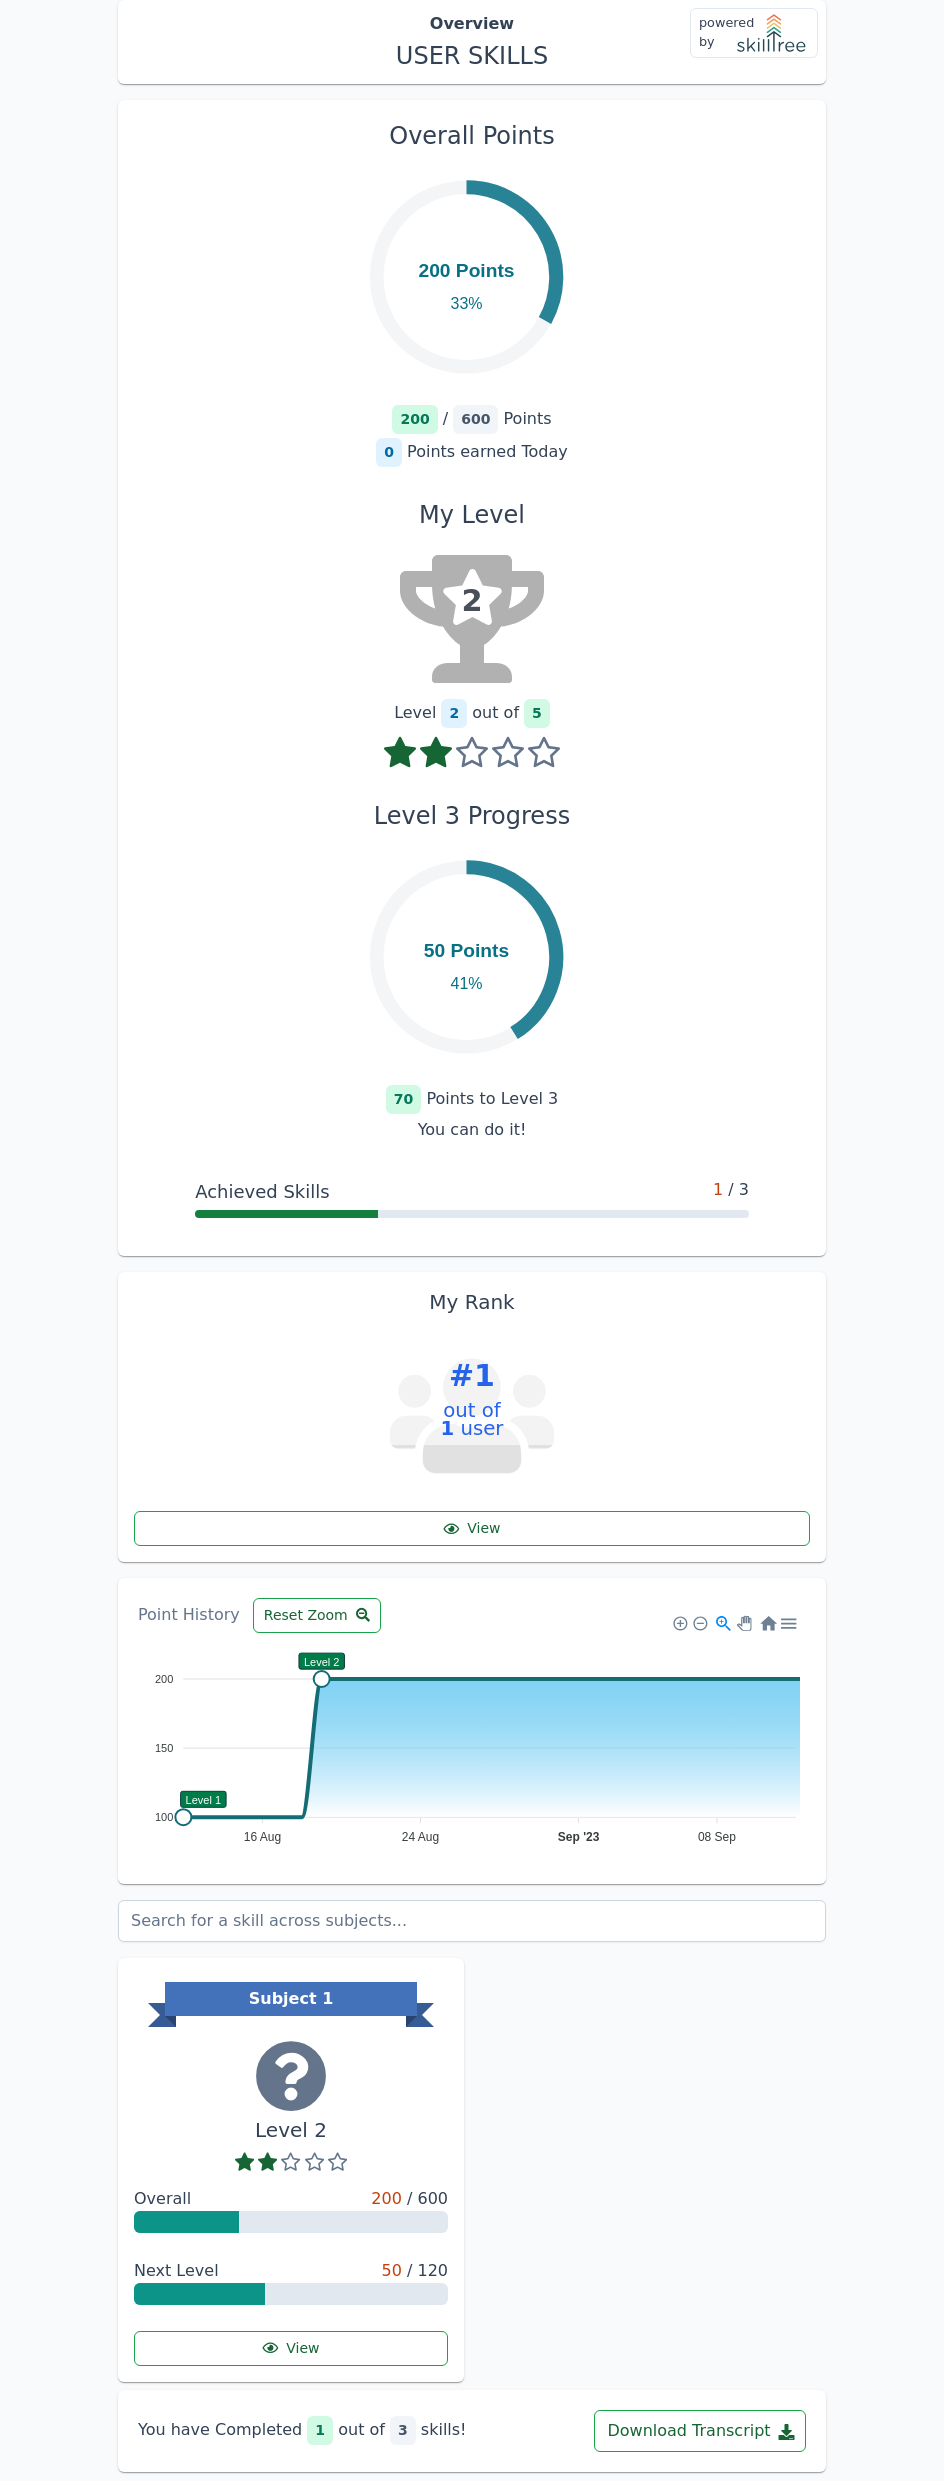 Overview
USER SKILLS
powered
by
skilltree
Overall Points
200 Points
33%
200 / 600 Points
0 Points earned Today
My Level
2
Level 2 out of 5
Level 3 Progress
50 Points
41%
70 Points to Level 3
You can do it!
Achieved Skills 1 / 3
My Rank
#1
out of
1 user
View
Point History Reset Zoom
Level 2
200
150
Level 1
100
16 Aug 24 Aug Sep '23 08 Sep
Search for a skill across subjects...
Subject 1
Level 2
Overall 200 / 600
Next Level 50 / 120
View
You have Completed 1 out of 3 skills! Download Transcript